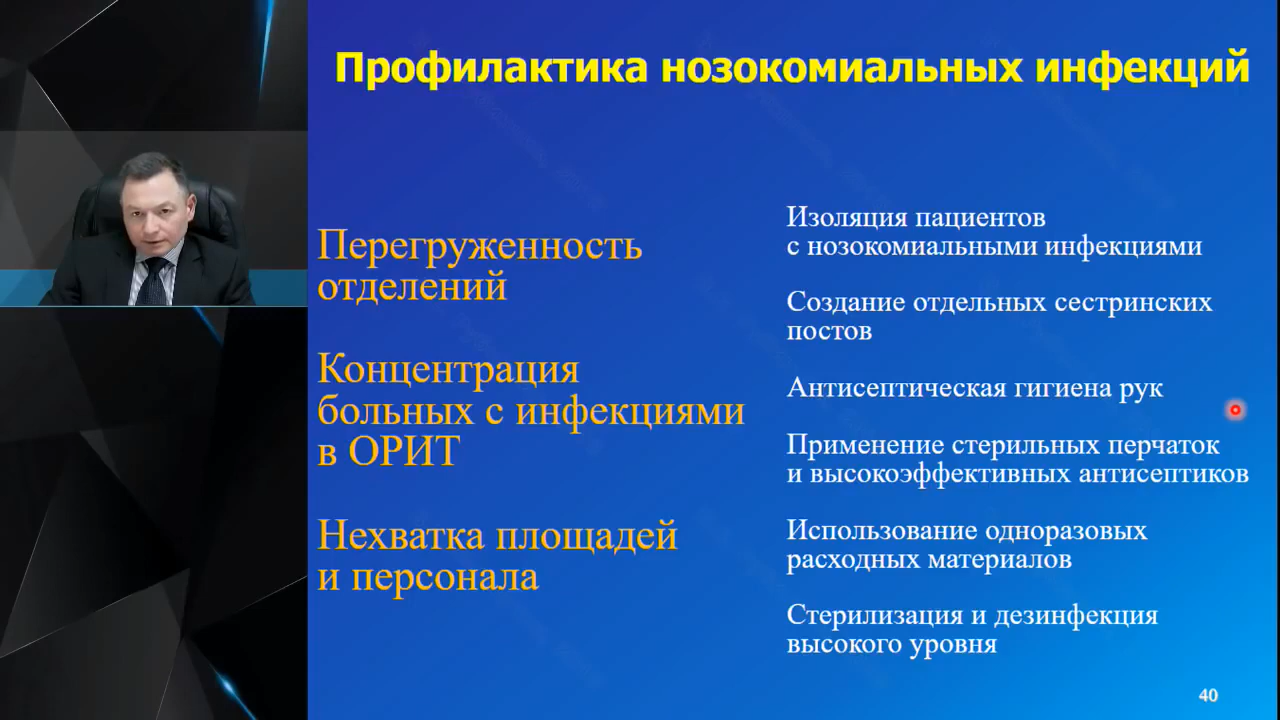 Профилактика нозокомиальных инфекций
Перегруженность
отделений
Концентрация
больных с инфекциями
в ОРИТ
Нехватка площадей
и персонала
Изоляция пациентов
с нозокомиальными инфекциями
Создание отдельных сестринских
постов
Антисептическая гигиена рук
Применение стерильных перчаток
и высокоэффективных антисептиков
Использование одноразовых
расходных материалов
Стерилизация и дезинфекция
высокого уровня
40